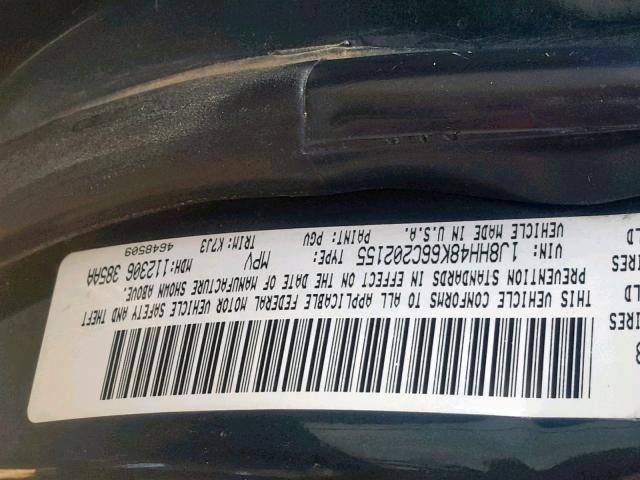 THIS VEHICLE CONFORMS TO ALL APPLICABLE FEDERAL MOTOR VEHICLE SAFETY AND THEFT
PREVENTION STANDARDS IN EFFECT ON THE DATE OF MANUFACTURE SHOWN ABOVE.
VIN: 1J8HH48K66C202155 TYPE: MPV MDH:112306 385AA
VEHICLE MADE IN U.S.A. PAINT: PGV TRIM: K7J3 4648509